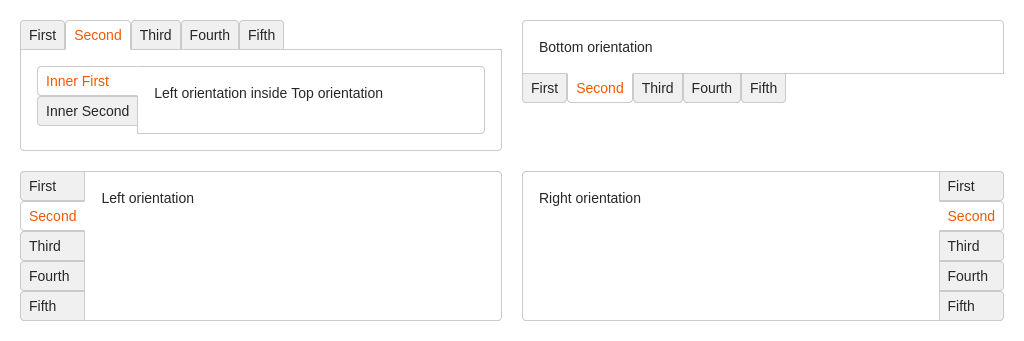 First Second Third Fourth Fifth
Inner First
Inner Second
Left orientation inside Top orientation
Bottom orientation
First Second Third Fourth Fifth
First
Second
Third
Fourth
Fifth
Left orientation
Right orientation
First
Second
Third
Fourth
Fifth